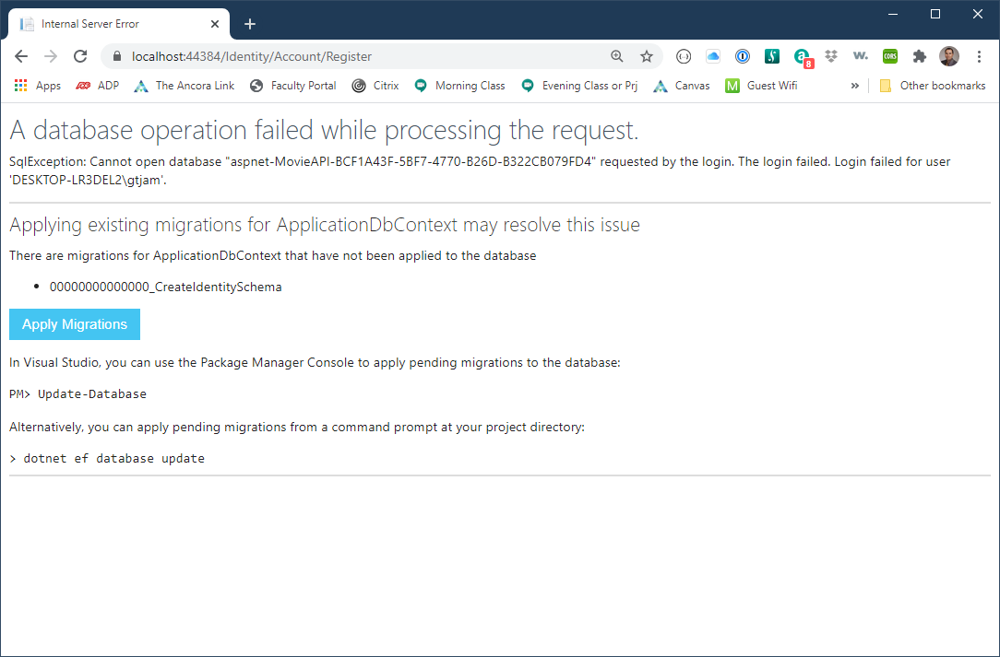 Internal Server Error
localhost:44384/Identity/Account/Register
8
CORS
Apps
ADP
The Ancora Link
Faculty Portal
Citrix
Morning Class
Evening Class or Prj
Canvas
M
Guest Wifi
»
Other bookmarks
A database operation failed while processing the request.
SqlException: Cannot open database "aspnet-MovieAPI-BCF1A43F-5BF7-4770-B26D-B322CB079FD4" requested by the login. The login failed. Login failed for user
'DESKTOP-LR3DEL2\gtjam'.
Applying existing migrations for ApplicationDbContext may resolve this issue
There are migrations for ApplicationDbContext that have not been applied to the database
• 00000000000000_CreateIdentitySchema
Apply Migrations
In Visual Studio, you can use the Package Manager Console to apply pending migrations to the database:
PM> Update-Database
Alternatively, you can apply pending migrations from a command prompt at your project directory:
> dotnet ef database update